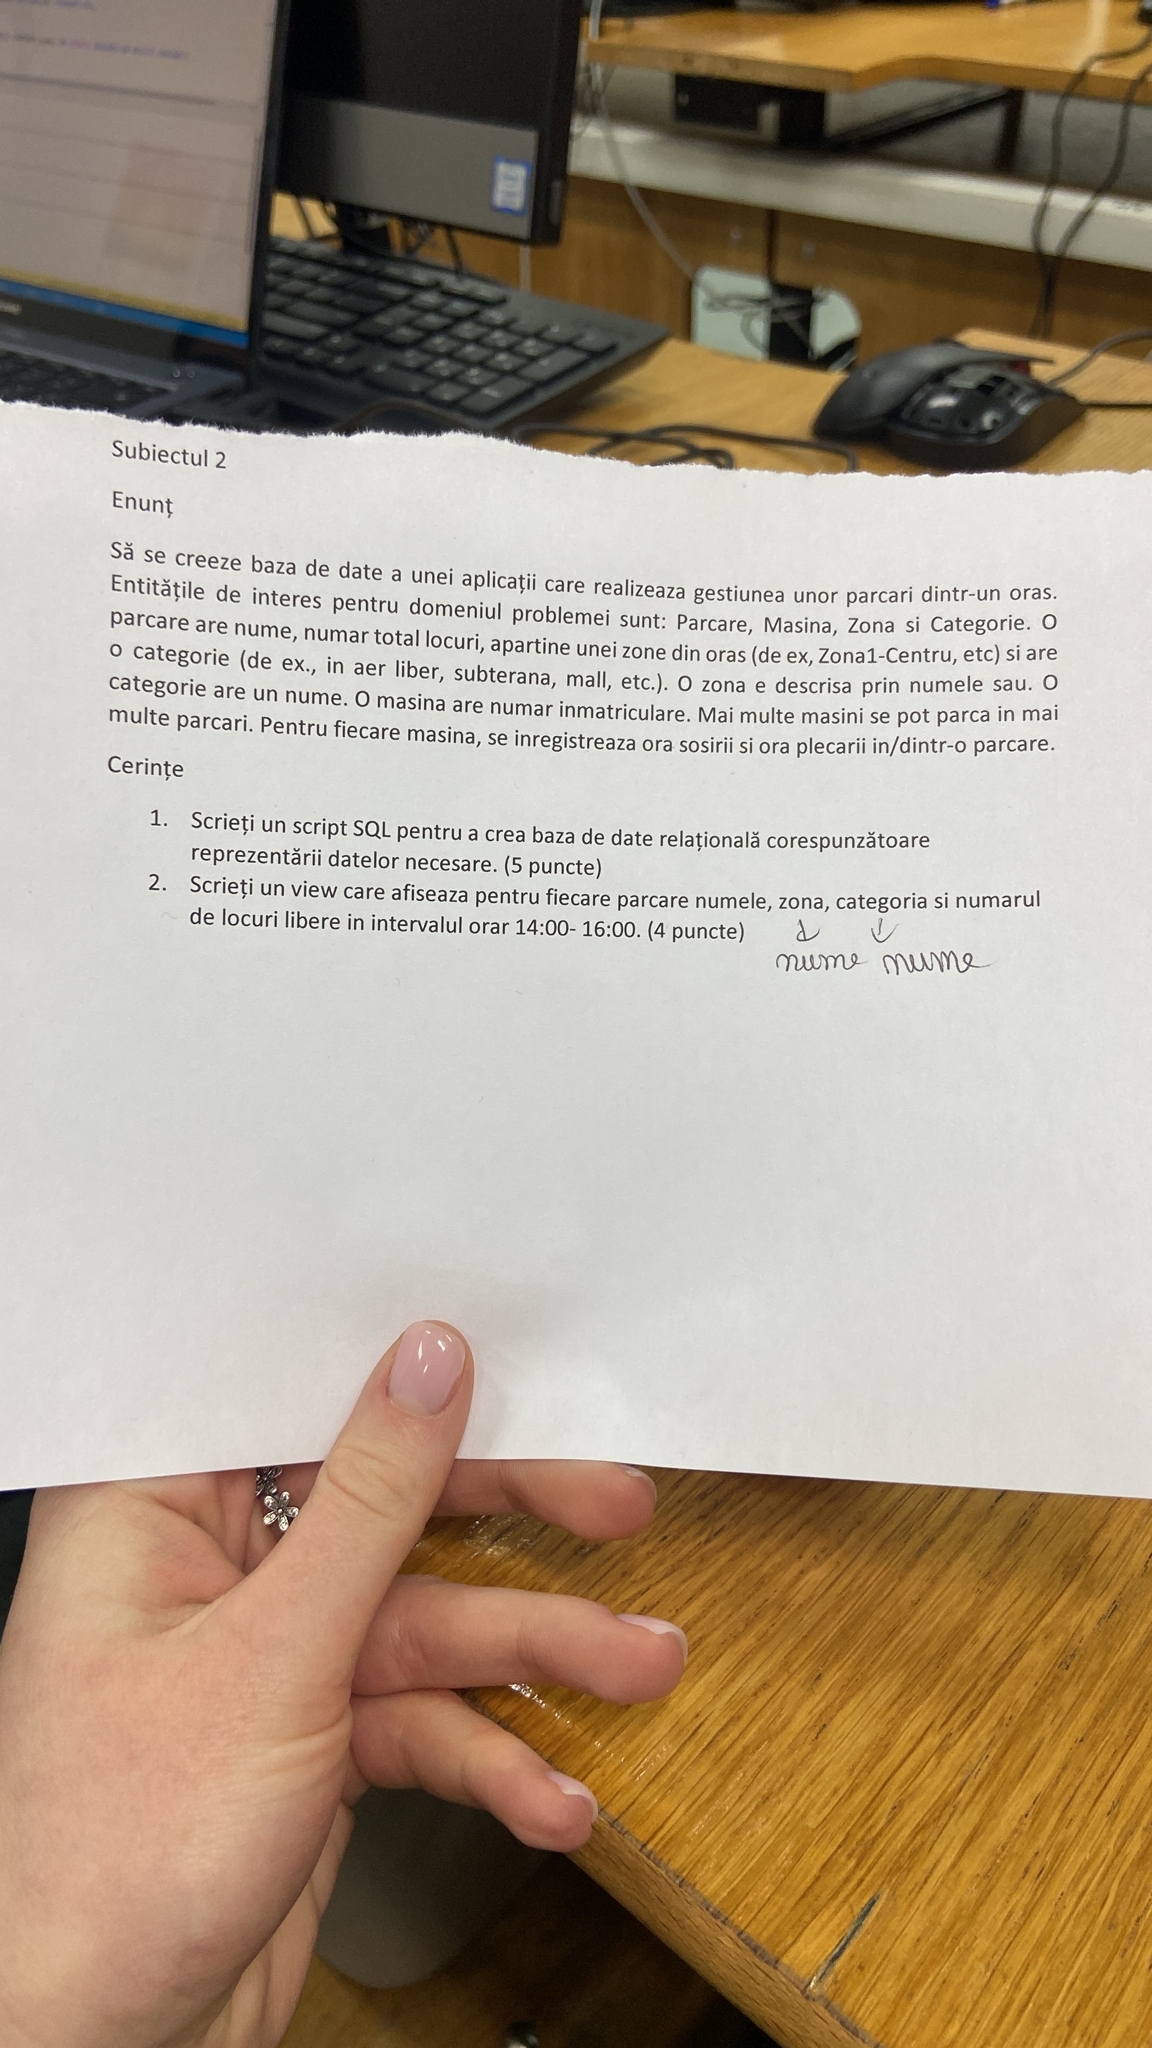 Subiectul 2
Enunț
Să se creeze baza de date a unei aplicații care realizeaza gestiunea unor parcari dintr-un oras.
Entitățile de interes pentru domeniul problemei sunt: Parcare, Masina, Zona si Categorie. O
parcare are nume, numar total locuri, apartine unei zone din oras (de ex, Zona1-Centru, etc) si are
o categorie (de ex., in aer liber, subterana, mall, etc.). O zona e descrisa prin numele sau. O
categorie are un nume. O masina are numar inmatriculare. Mai multe masini se pot parca in mai
multe parcari. Pentru fiecare masina, se inregistreaza ora sosirii si ora plecarii in/dintr-o parcare.
Cerințe
1. Scrieți un script SQL pentru a crea baza de date relațională corespunzătoare
reprezentării datelor necesare. (5 puncte)
2. Scrieți un view care afiseaza pentru fiecare parcare numele, zona, categoria si numarul
de locuri libere in intervalul orar 14:00- 16:00. (4 puncte)
nume nume